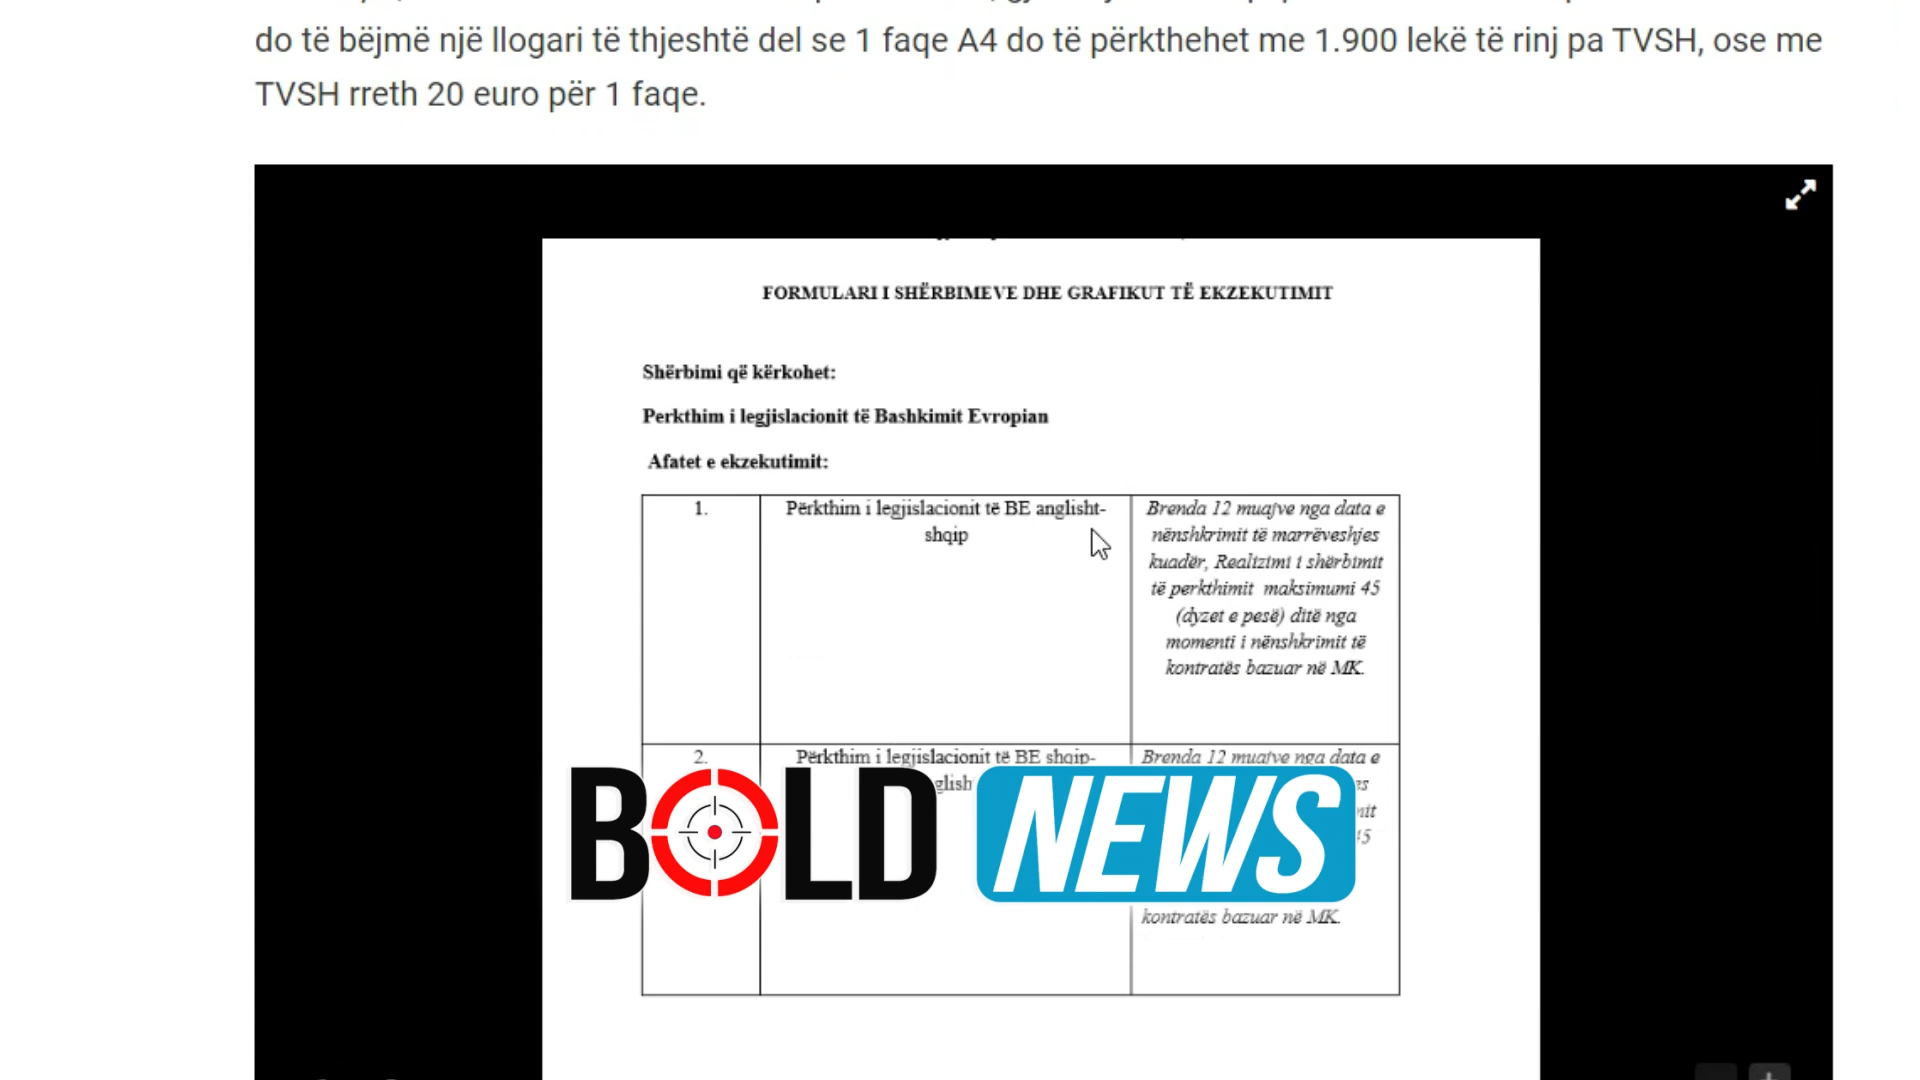 do të bëjmë një llogari të thjeshtë del se 1 faqe A4 do të përkthehet me 1.900 lekë të rinj pa TVSH, ose me
TVSH rreth 20 euro për 1 faqe.
FORMULARI I SHËRBIMEVE DHE GRAFIKUT TË EKZEKUTIMIT
Shërbimi që kërkohet:
Perkthim i legjislacionit të Bashkimit Evropian
Afatet e ekzekutimit:
1.
Përkthim i legjislacionit të BE anglisht-
shqip
Brenda 12 muajve nga data e
nënshkrimit të marrëveshjes
kuadër, Realizimi i shërbimit
të perkthimit maksimumi 45
(dyzet e pesë) ditë nga
momenti i nënshkrimit të
kontratës bazuar në MK.
2.
Përkthim i legjislacionit të BE shqip-
Brenda 12 muajve nga data e
kontratës bazuar në MK.
BOLD NEWS